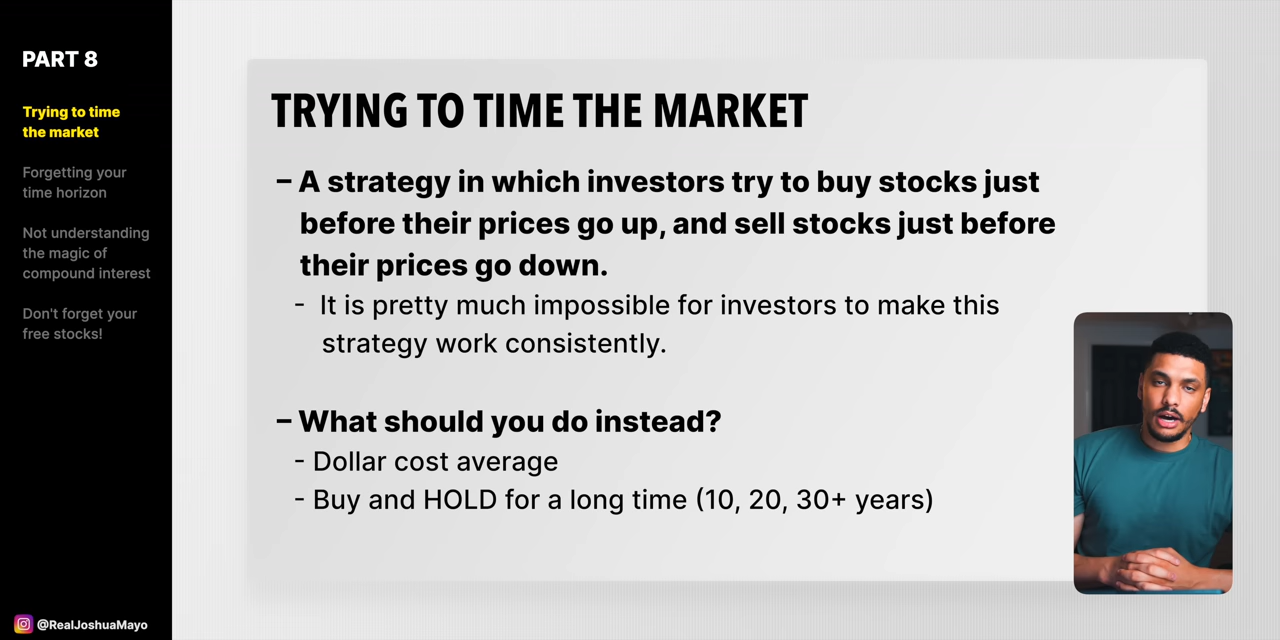 PART 8
Trying to time
the market
Forgetting your
time horizon
Not understanding
the magic of
compound interest
Don't forget your
free stocks!
@RealJoshuaMayo
TRYING TO TIME THE MARKET
– A strategy in which investors try to buy stocks just
before their prices go up, and sell stocks just before
their prices go down.
- It is pretty much impossible for investors to make this
strategy work consistently.
– What should you do instead?
- Dollar cost average
- Buy and HOLD for a long time (10, 20, 30+ years)